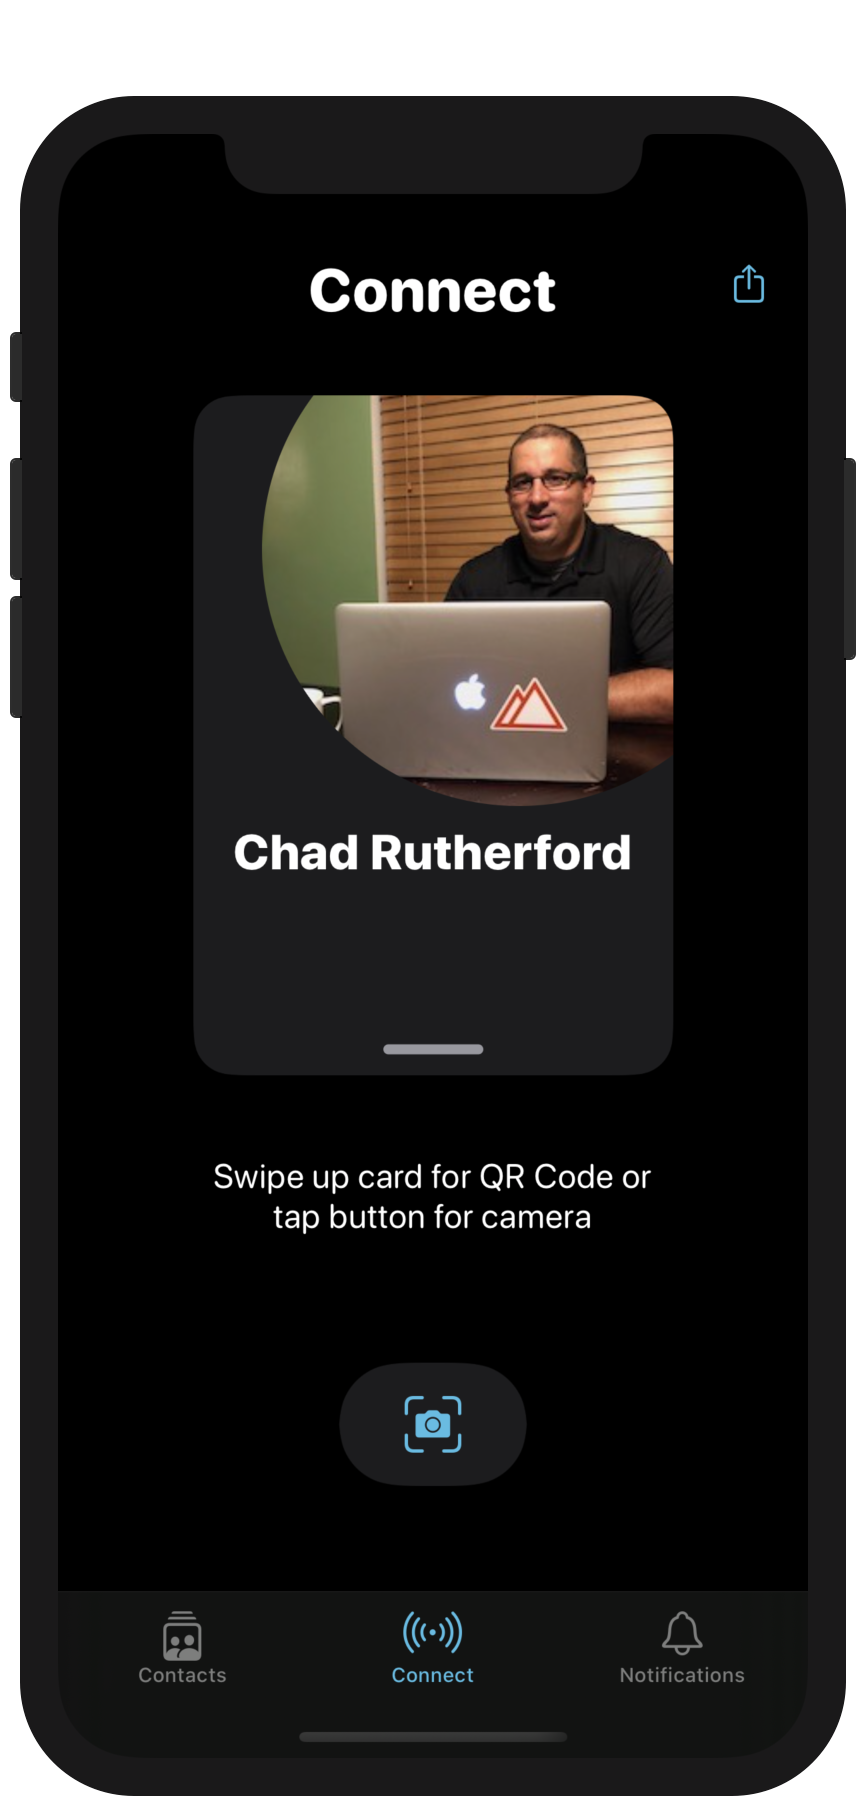 Connect
Chad Rutherford
Swipe up card for QR Code or
tap button for camera
Contacts
Connect
Notifications